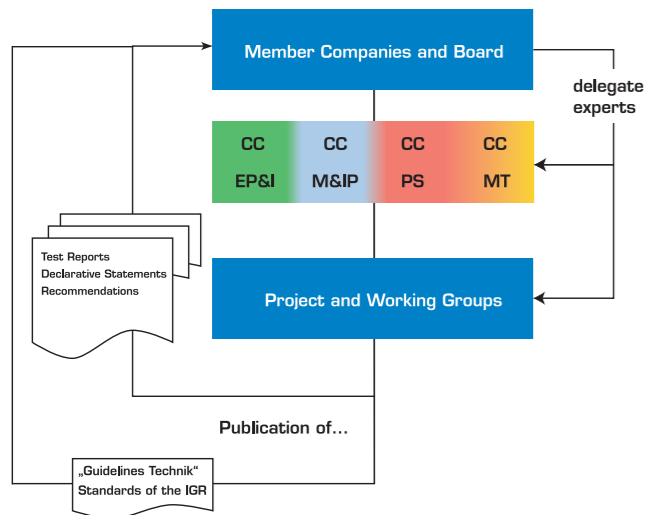 Member Companies and Board
delegate
experts
CC CC CC CC
EP&I M&IP PS MT
Test Reports
Declarative Statements
Recommendations
Project and Working Groups
Publication of...
„Guidelines Technik“
Standards of the IGR